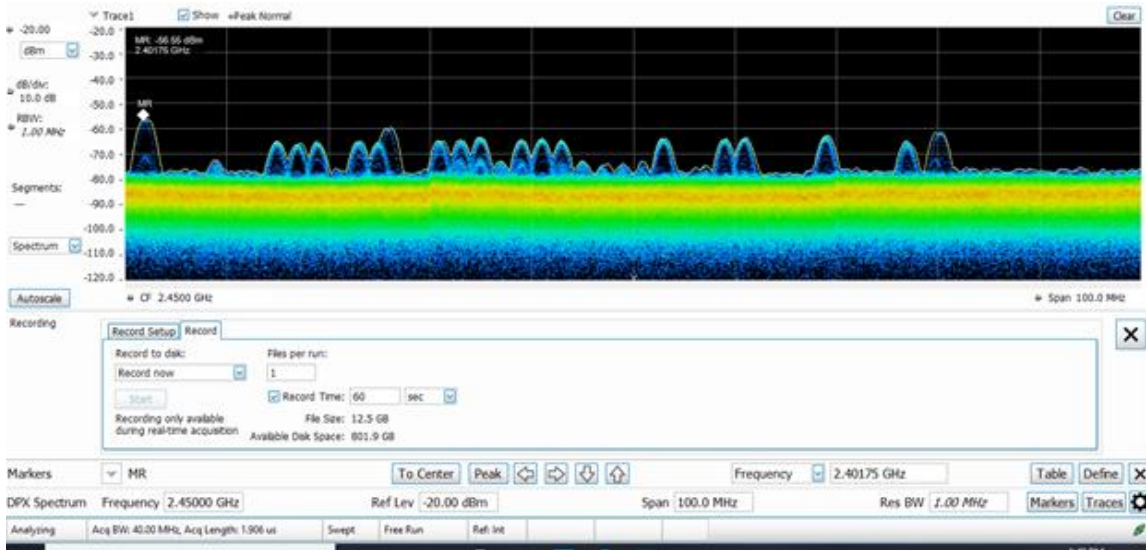 Trace1 Show +Peak Normal Clear
-20.00
dBm
dB/div:
10.0 dB
RBW:
1.00 MHz
Segments:
—
Spectrum
Autoscale
-20.0
-30.0
-40.0
-50.0
-60.0
-70.0
-80.0
-90.0
-100.0
-110.0
-120.0
MR: -56.55 dBm
2.40175 GHz
MR
CF 2.4500 GHz Span 100.0 MHz
Recording
Record Setup Record
Record to disk: Files per run:
Record now 1
Start Record Time: 60 sec
Recording only available File Size: 12.5 GB
during real-time acquisition Available Disk Space: 801.9 GB
Markers MR To Center Peak Frequency 2.40175 GHz Table Define
DPX Spectrum Frequency 2.45000 GHz Ref Lev -20.00 dBm Span 100.0 MHz Res BW 1.00 MHz Markers Traces
Analyzing Acq BW: 40.00 MHz, Acq Length: 1.906 us Swept Free Run Ref: Int